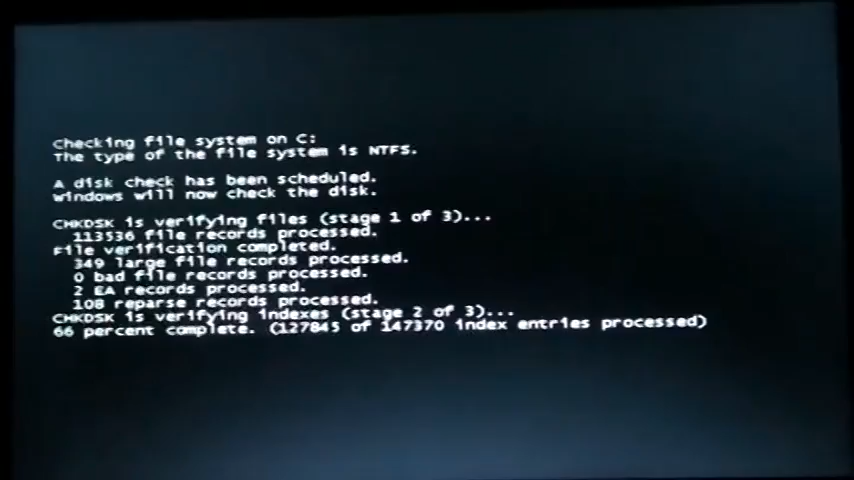 Checking file system on C:
The type of the file system is NTFS.
A disk check has been scheduled.
Windows will now check the disk.
CHKDSK is verifying files (stage 1 of 3)...
113536 file records processed.
File verification completed.
349 large file records processed.
0 bad file records processed.
2 EA records processed.
108 reparse records processed.
CHKDSK is verifying indexes (stage 2 of 3)...
66 percent complete. (127845 of 147370 index entries processed)